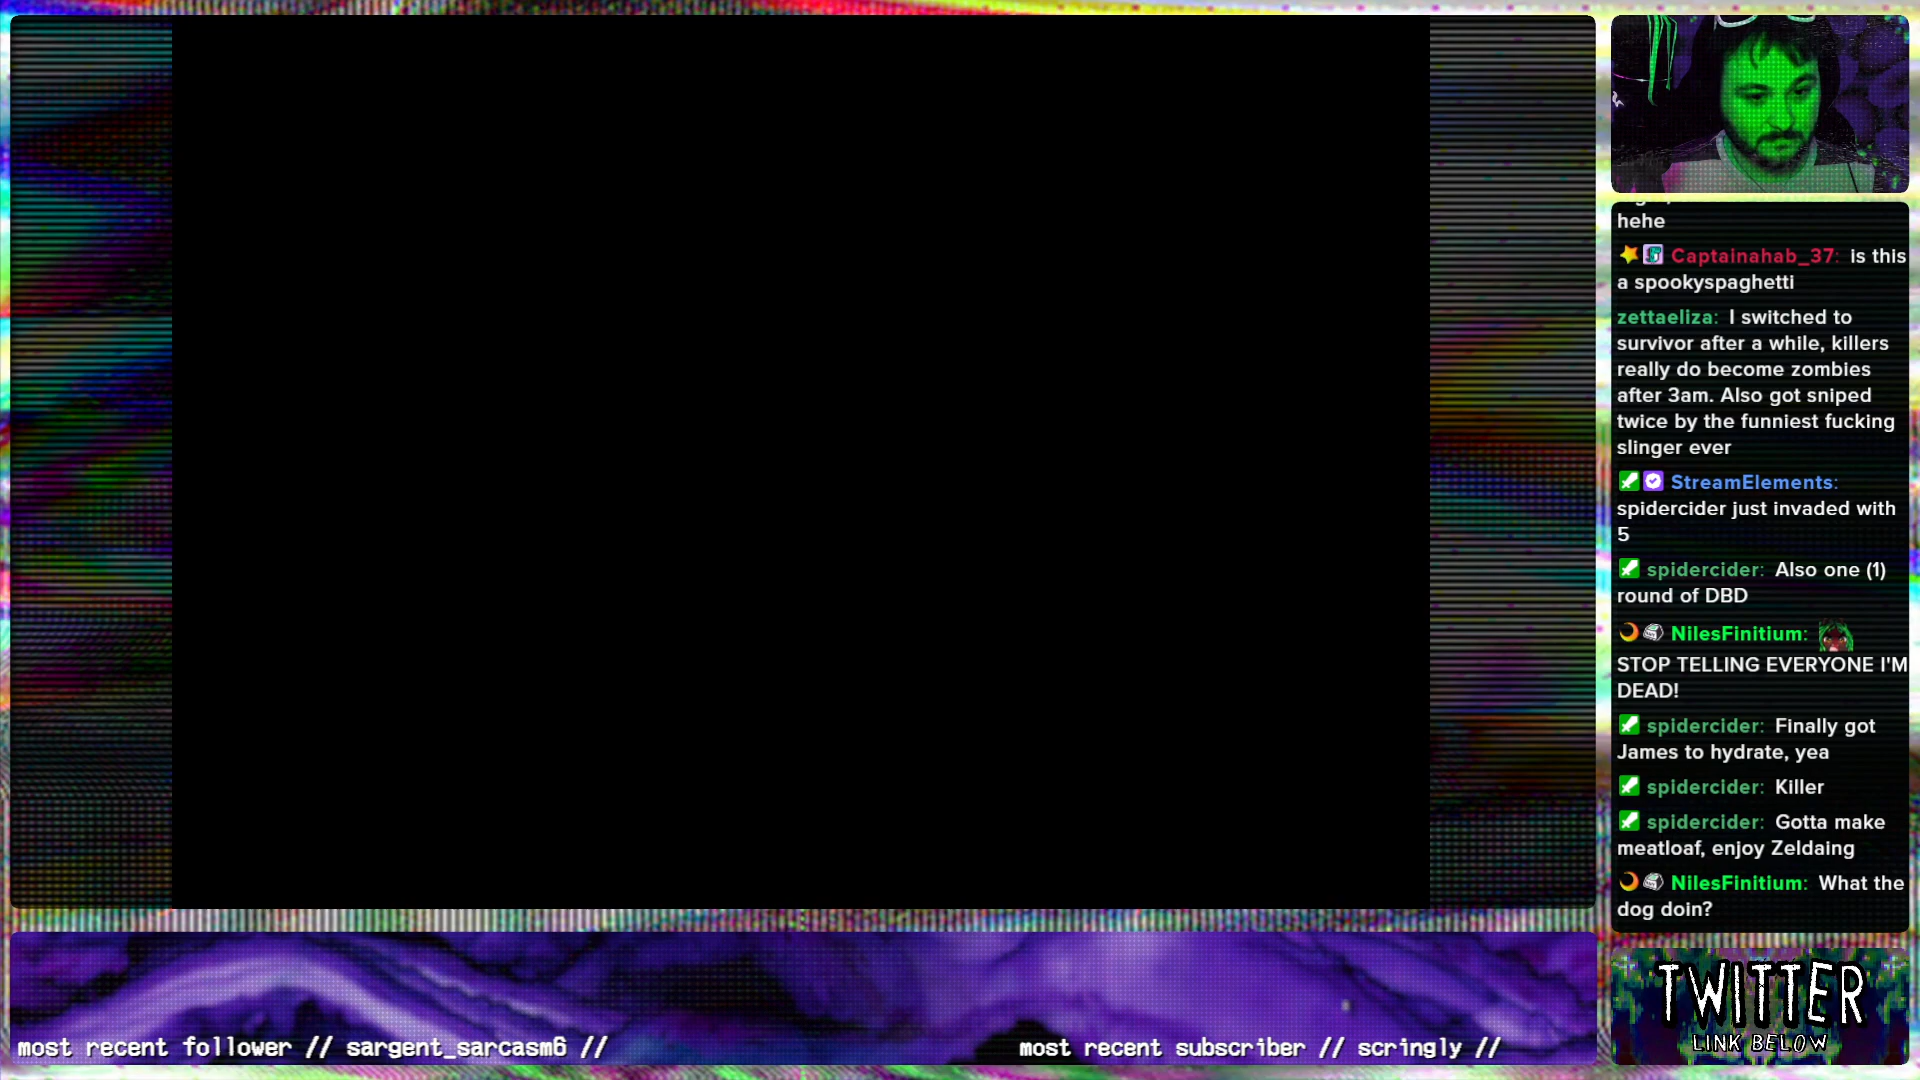 hehe
Captainahab_37: is this
a spookyspaghetti
zettaeliza: I switched to
survivor after a while, killers
really do become zombies
after 3am. Also got sniped
twice by the funniest fucking
slinger ever
StreamElements:
spidercider just invaded with
5
spidercider: Also one (1)
round of DBD
NilesFinitium:
STOP TELLING EVERYONE I'M
DEAD!
spidercider: Finally got
James to hydrate, yea
spidercider: Killer
spidercider: Gotta make
meatloaf, enjoy Zeldaing
NilesFinitium: What the
dog doin?
most recent follower // sargent_sarcasm6 //
most recent subscriber // scringly //
TWITTER
LINK BELOW